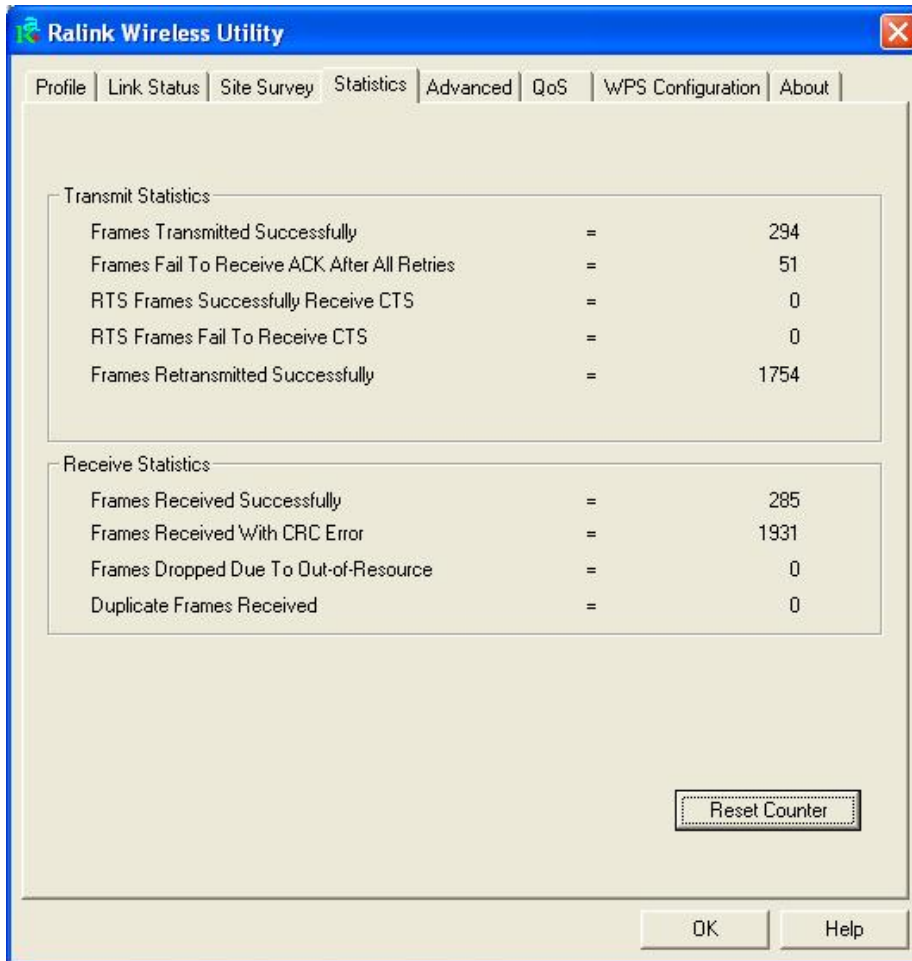 Ralink Wireless Utility
Profile Link Status Site Survey Statistics Advanced QoS WPS Configuration About
Transmit Statistics
Frames Transmitted Successfully = 294
Frames Fail To Receive ACK After All Retries = 51
RTS Frames Successfully Receive CTS = 0
RTS Frames Fail To Receive CTS = 0
Frames Retransmitted Successfully = 1754
Receive Statistics
Frames Received Successfully = 285
Frames Received With CRC Error = 1931
Frames Dropped Due To Out-of-Resource = 0
Duplicate Frames Received = 0
Reset Counter
OK Help